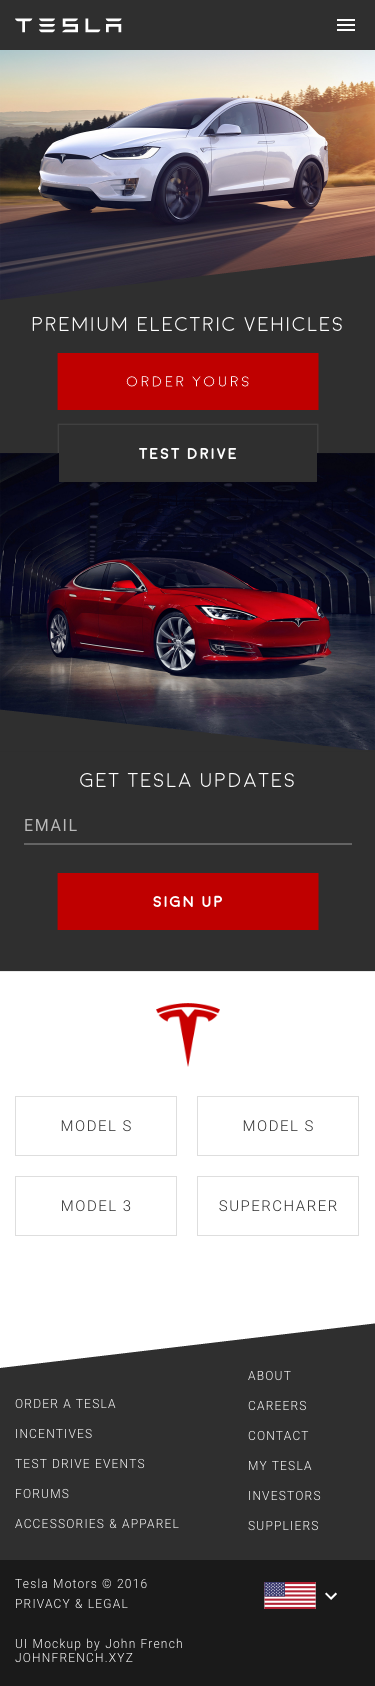 TESLA
PREMIUM ELECTRIC VEHICLES
ORDER YOURS
TEST DRIVE
GET TESLA UPDATES
EMAIL
SIGN UP
MODEL S
MODEL S
MODEL 3
SUPERCHARER
ORDER A TESLA
INCENTIVES
TEST DRIVE EVENTS
FORUMS
ACCESSORIES & APPAREL
ABOUT
CAREERS
CONTACT
MY TESLA
INVESTORS
SUPPLIERS
Tesla Motors © 2016
PRIVACY & LEGAL
UI Mockup by John French
JOHNFRENCH.XYZ